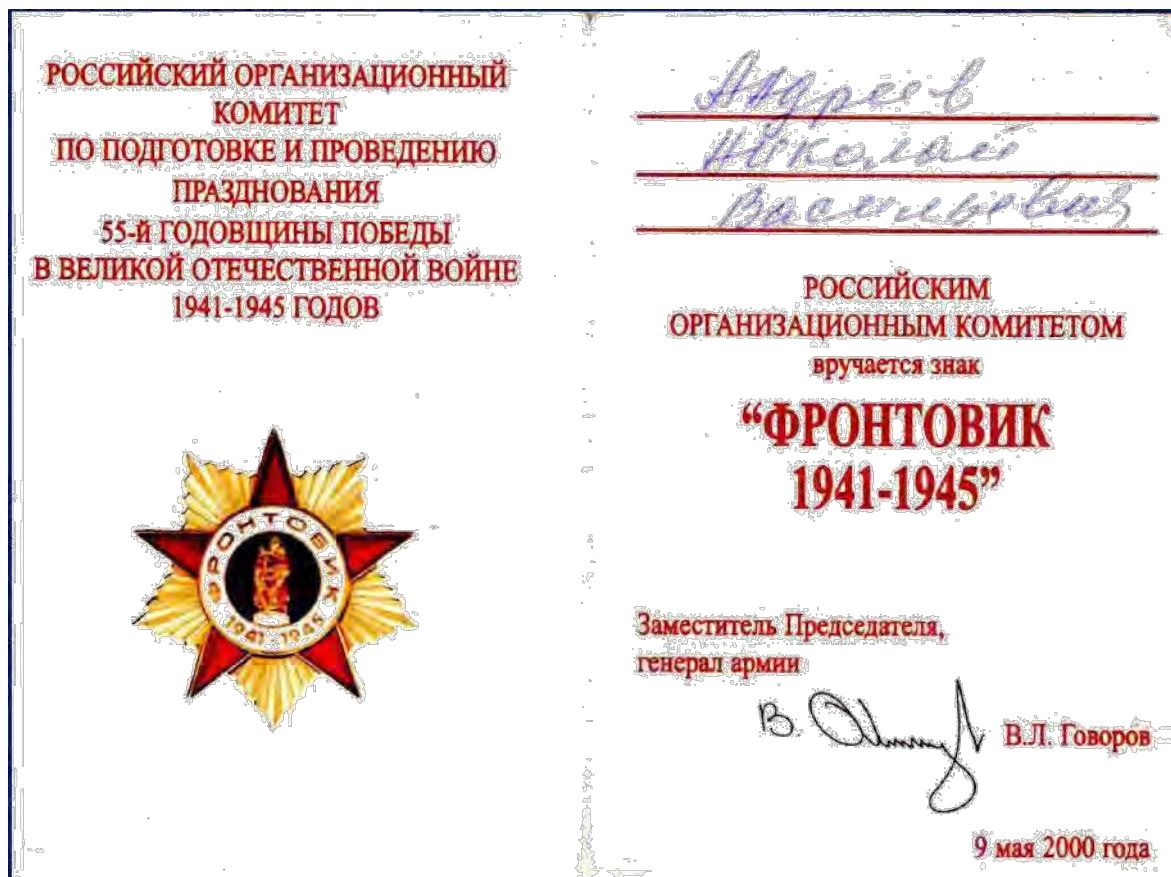 РОССИЙСКИЙ ОРГАНИЗАЦИОННЫЙ
КОМИТЕТ
ПО ПОДГОТОВКЕ И ПРОВЕДЕНИЮ
ПРАЗДНОВАНИЯ
55-й ГОДОВЩИНЫ ПОБЕДЫ
В ВЕЛИКОЙ ОТЕЧЕСТВЕННОЙ ВОЙНЕ
1941-1945 ГОДОВ
ФРОНТОВИК
1941-1945
Андреев
Николай
Васильевич
РОССИЙСКИМ
ОРГАНИЗАЦИОННЫМ КОМИТЕТОМ
вручается знак
“ФРОНТОВИК
1941-1945”
Заместитель Председателя,
генерал армии
В.Л. Говоров
9 мая 2000 года